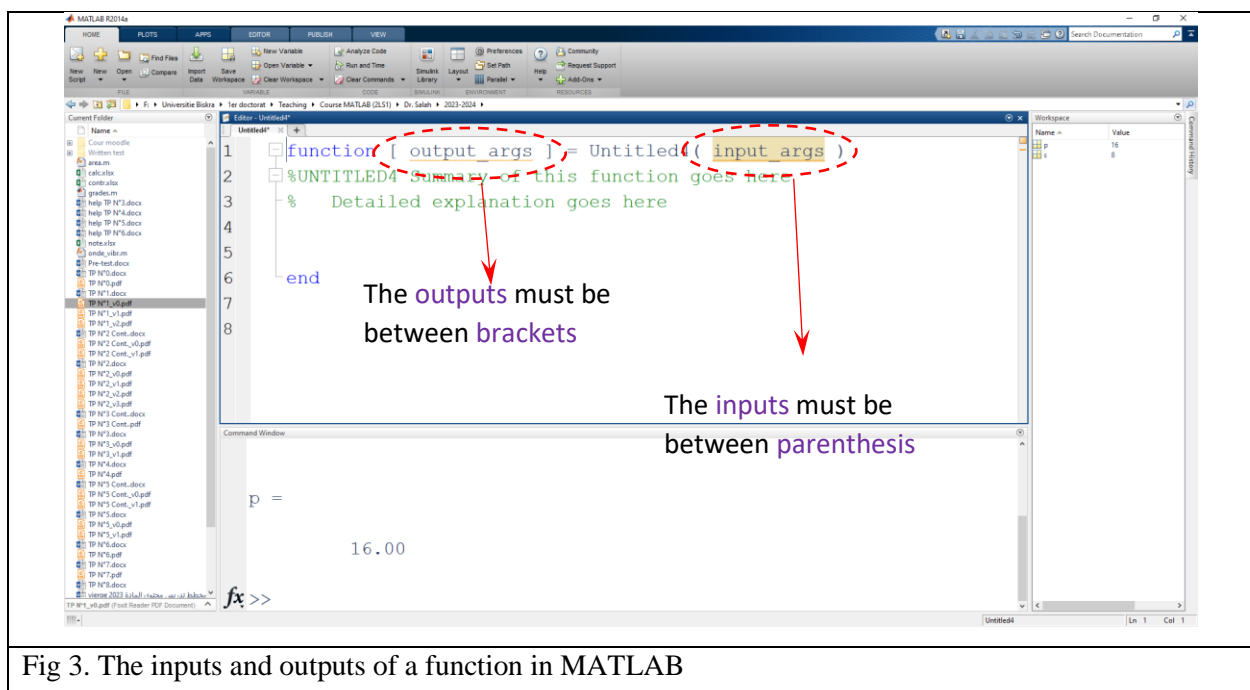 MATLAB R2014a
HOME PLOTS APPS EDITOR PUBLISH VIEW
Search Documentation
New Script
New
Open
Find Files
Compare
Import Data
Save Workspace
New Variable
Open Variable
Clear Workspace
Analyze Code
Run and Time
Clear Commands
Simulink Library
Layout
Preferences
Set Path
Parallel
Help
Community
Request Support
Add-Ons
FILE VARIABLE CODE SIMULINK ENVIRONMENT RESOURCES
F: Universitie Biskra 1er doctorat Teaching Course MATLAB (2LS1) Dr. Salah 2023-2024
Current Folder
Name
Cour moodle
Written test
area.m
calc.xlsx
contr.xlsx
grades.m
help TP N°3.docx
help TP N°4.docx
help TP N°5.docx
help TP N°6.docx
note.xlsx
onde_vibr.m
Pre-test.docx
TP N°0.docx
TP N°0.pdf
TP N°1.docx
TP N°1_v0.pdf
TP N°1_v1.pdf
TP N°1_v2.pdf
TP N°2 Cont..docx
TP N°2 Cont._v0.pdf
TP N°2 Cont._v1.pdf
TP N°2.docx
TP N°2_v0.pdf
TP N°2_v1.pdf
TP N°2_v2.pdf
TP N°2_v3.pdf
TP N°3 Cont..docx
TP N°3 Cont..pdf
TP N°3.docx
TP N°3_v0.pdf
TP N°3_v1.pdf
TP N°4.docx
TP N°4.pdf
TP N°5 Cont..docx
TP N°5 Cont._v0.pdf
TP N°5 Cont._v1.pdf
TP N°5.docx
TP N°5_v0.pdf
TP N°5_v1.pdf
TP N°6.docx
TP N°6.pdf
TP N°7.docx
TP N°7.pdf
TP N°8.docx
vierge 2023
TP N°1_v0.pdf (Foxit Reader PDF Document)
Editor - Untitled4*
Untitled4*
1 function [ output_args ] = Untitled4( input_args )
2 %UNTITLED4 Summary of this function goes here
3 % Detailed explanation goes here
4
5
6 end
7
8
The outputs must be
between brackets
The inputs must be
between parenthesis
Command Window
p =
16.00
fx >>
Workspace
Name Value
p 16
s 8
Command History
Untitled4 Ln 1 Col 1
Fig 3. The inputs and outputs of a function in MATLAB